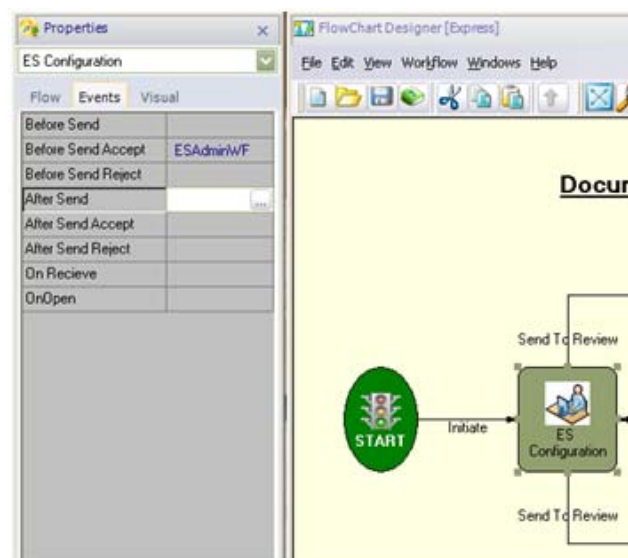 Properties
ES Configuration
Flow Events Visual
Before Send
Before Send Accept ESAdminWF
Before Send Reject
After Send ...
After Send Accept
After Send Reject
On Recieve
OnOpen
FlowChart Designer [Express]
File Edit View Workflow Windows Help
Docur
Send To Review
START
Initiate
ES
Configuration
Send To Review